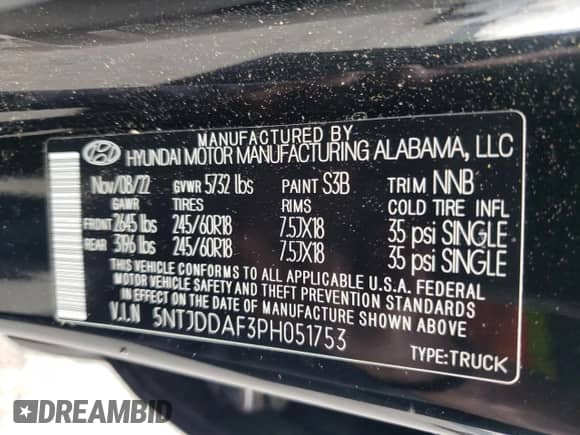 MANUFACTURED BY
HYUNDAI MOTOR MANUFACTURING ALABAMA, LLC
Nov/08/22 GVWR 5732 lbs PAINT S3B TRIM NNB
GAWR TIRES RIMS COLD TIRE INFL
FRONT 2645 lbs 245/60R18 7.5JX18 35 psi SINGLE
REAR 3196 lbs 245/60R18 7.5JX18 35 psi SINGLE
THIS VEHICLE CONFORMS TO ALL APPLICABLE U.S.A. FEDERAL
MOTOR VEHICLE SAFETY AND THEFT PREVENTION STANDARDS
IN EFFECT ON THE DATE OF MANUFACTURE SHOWN ABOVE.
V.I.N 5NTJDDAF3PH051753
TYPE:TRUCK
DREAMBID